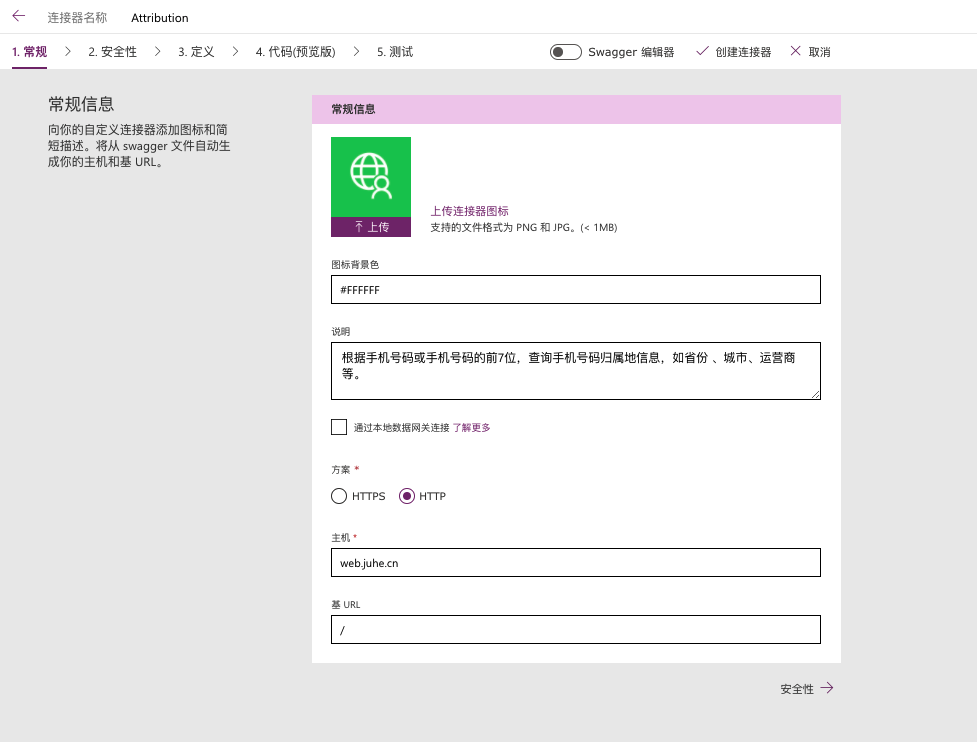 连接器名称 Attribution
1. 常规 2. 安全性 3. 定义 4. 代码(预览版) 5. 测试 Swagger 编辑器 创建连接器 取消
常规信息
向你的自定义连接器添加图标和简
短描述。将从 swagger 文件自动生
成你的主机和基 URL。
常规信息
上传
上传连接器图标
支持的文件格式为 PNG 和 JPG。(< 1MB)
图标背景色
#FFFFFF
说明
根据手机号码或手机号码的前7位，查询手机号码归属地信息，如省份 、城市、运营商
等。
通过本地数据网关连接 了解更多
方案 *
HTTPS HTTP
主机 *
web.juhe.cn
基 URL
/
安全性